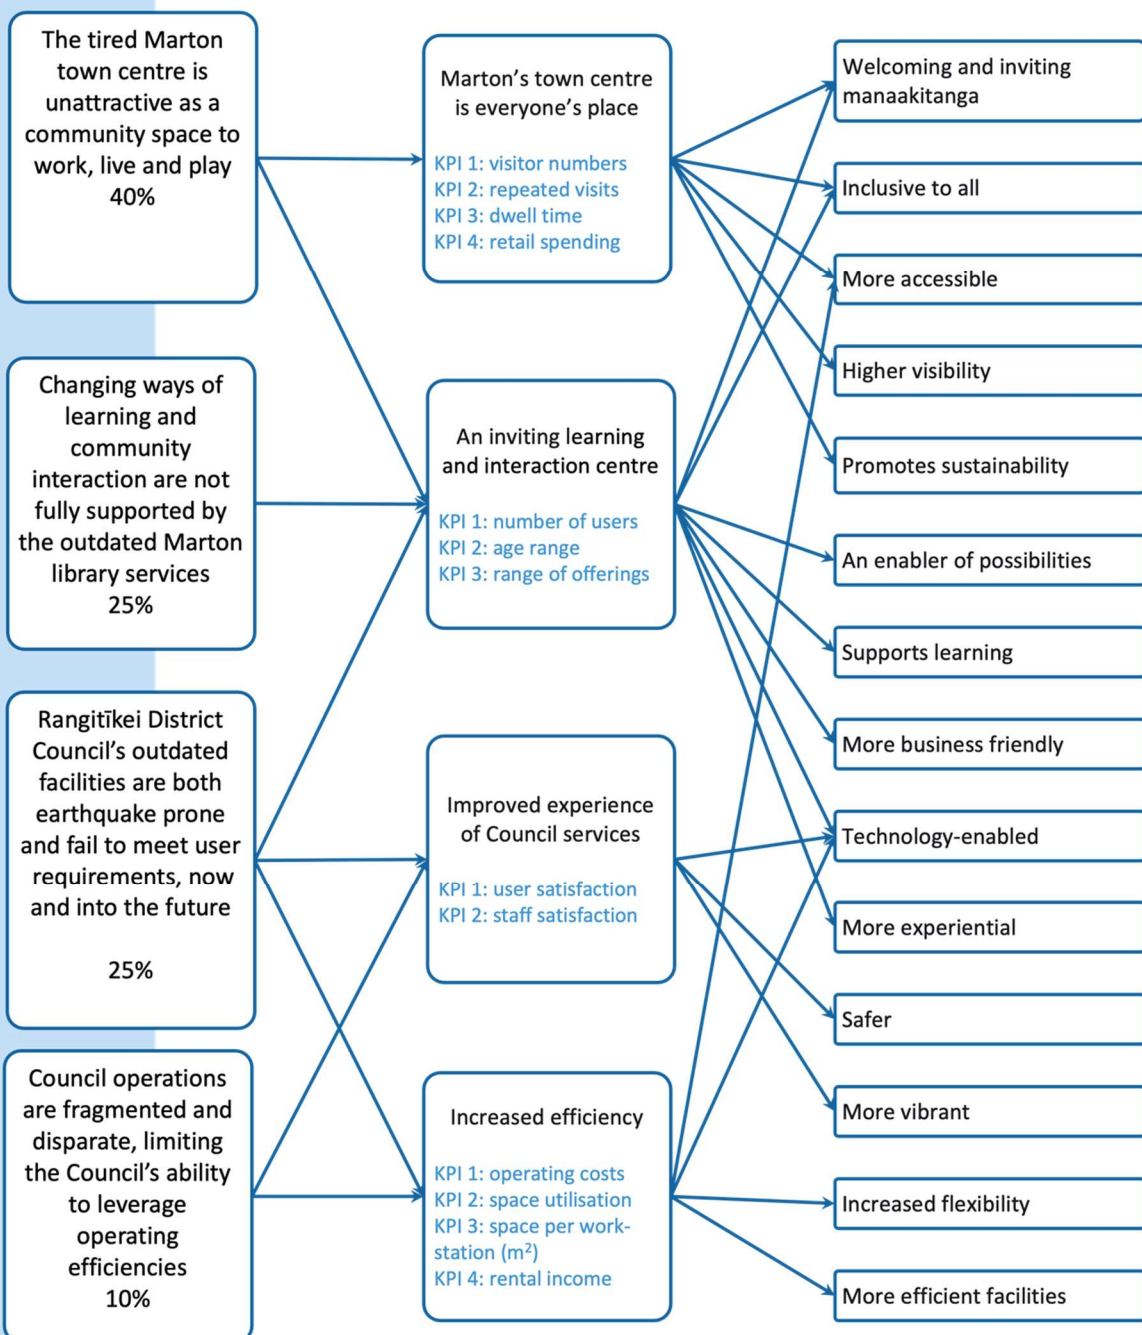 The tired Marton
town centre is
unattractive as a
community space to
work, live and play
40%
Changing ways of
learning and
community
interaction are not
fully supported by
the outdated Marton
library services
25%
Rangitīkei District
Council’s outdated
facilities are both
earthquake prone
and fail to meet user
requirements, now
and into the future
25%
Council operations
are fragmented and
disparate, limiting
the Council’s ability
to leverage
operating
efficiencies
10%
Marton’s town centre
is everyone’s place
KPI 1: visitor numbers
KPI 2: repeated visits
KPI 3: dwell time
KPI 4: retail spending
An inviting learning
and interaction centre
KPI 1: number of users
KPI 2: age range
KPI 3: range of offerings
Improved experience
of Council services
KPI 1: user satisfaction
KPI 2: staff satisfaction
Increased efficiency
KPI 1: operating costs
KPI 2: space utilisation
KPI 3: space per work-
station (m²)
KPI 4: rental income
Welcoming and inviting
manaakitanga
Inclusive to all
More accessible
Higher visibility
Promotes sustainability
An enabler of possibilities
Supports learning
More business friendly
Technology-enabled
More experiential
Safer
More vibrant
Increased flexibility
More efficient facilities